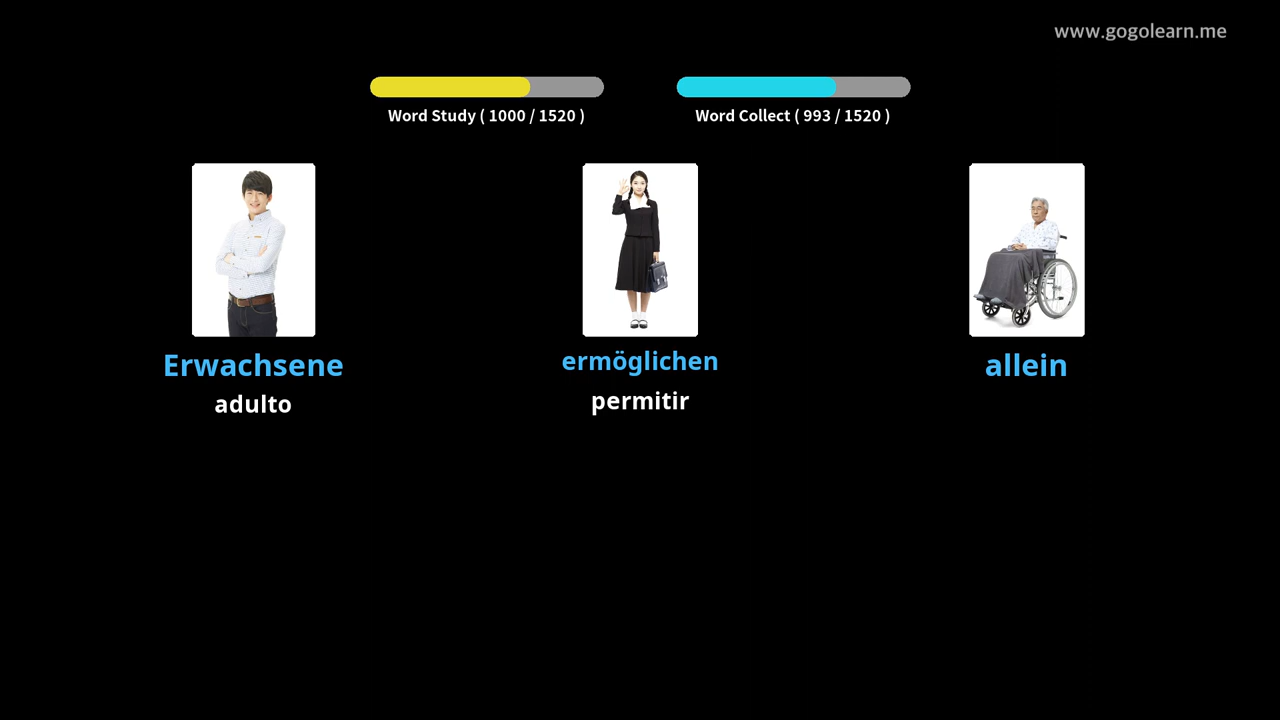 www.gogolearn.me
Word Study ( 1000 / 1520 )
Word Collect ( 993 / 1520 )
Erwachsene
adulto
ermöglichen
permitir
allein